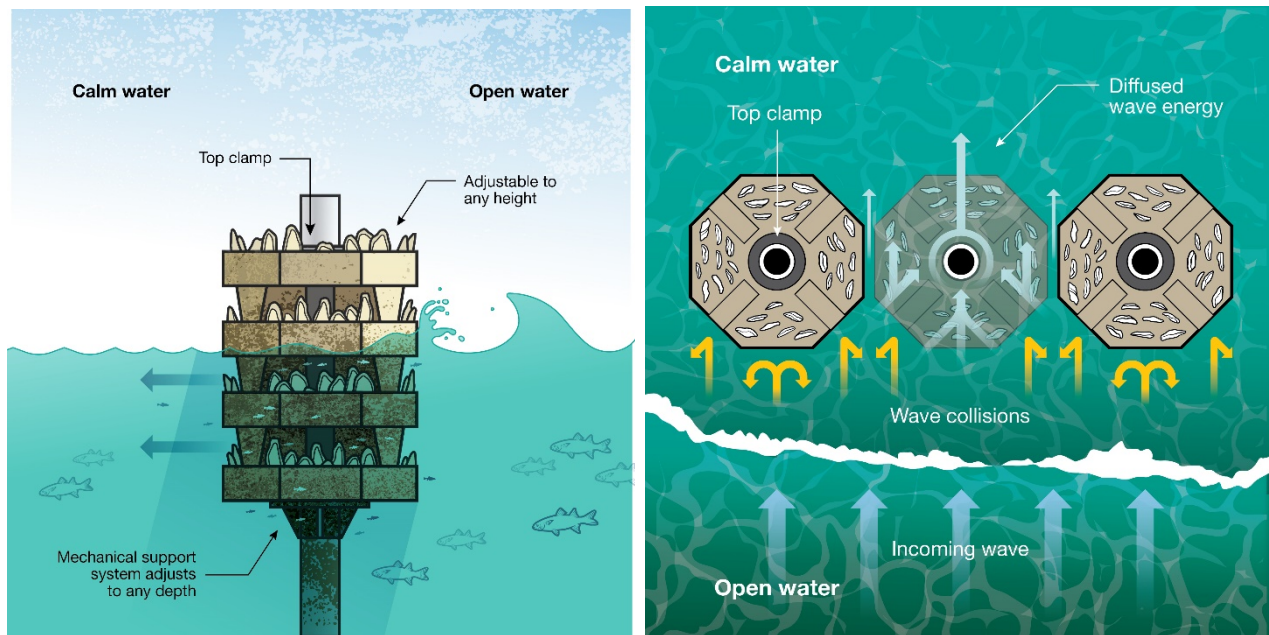 Calm water
Open water
Top clamp
Adjustable to
any height
Mechanical support
system adjusts
to any depth
Calm water
Top clamp
Diffused
wave energy
Wave collisions
Incoming wave
Open water